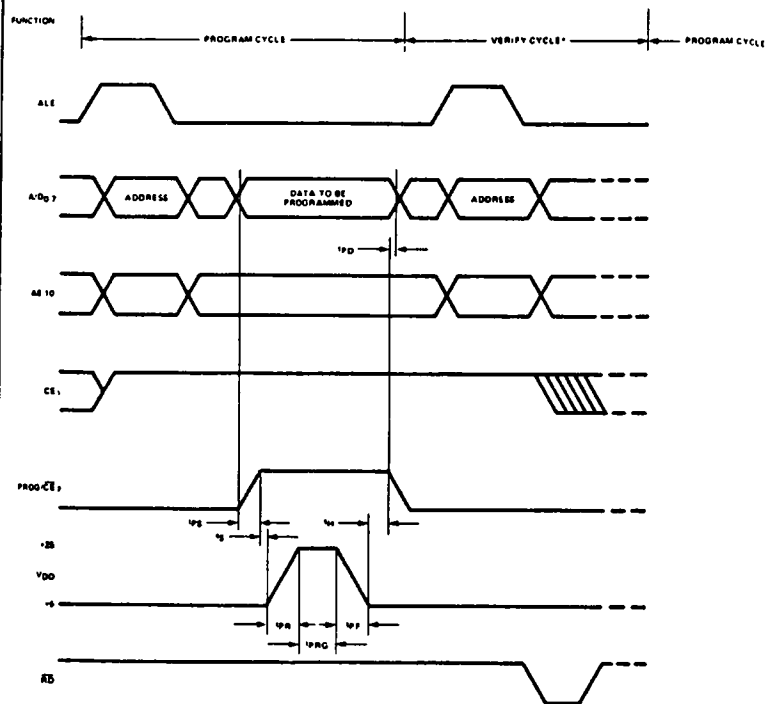 FUNCTION
PROGRAM CYCLE
VERIFY CYCLE*
PROGRAM CYCLE
ALE
A/D0-7
ADDRESS
DATA TO BE
PROGRAMMED
ADDRESS
tPD
A8-10
CE1
PROG/CE2
tPS
tH
tS
+25
VDD
+5
tPR
tPF
tPRG
RD